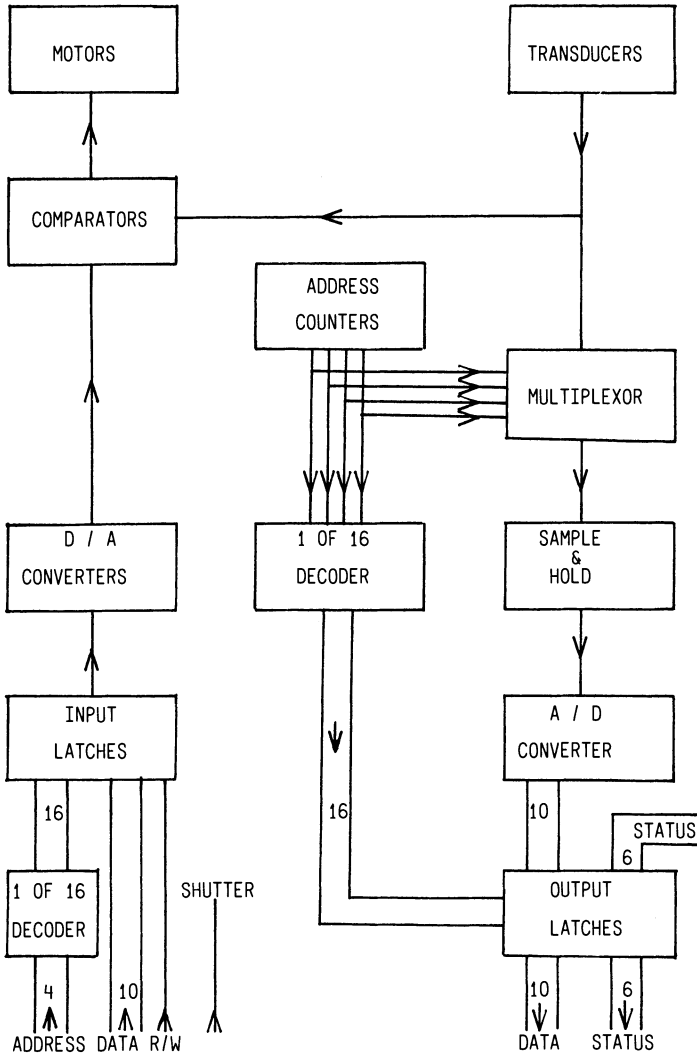 MOTORS
TRANSDUCERS
COMPARATORS
ADDRESS
COUNTERS
MULTIPLEXOR
D / A
CONVERTERS
1 OF 16
DECODER
SAMPLE
&
HOLD
INPUT
LATCHES
A / D
CONVERTER
16
16
10
STATUS
6
1 OF 16
DECODER
SHUTTER
OUTPUT
LATCHES
4
10
10
6
ADDRESS DATA R/W
DATA STATUS